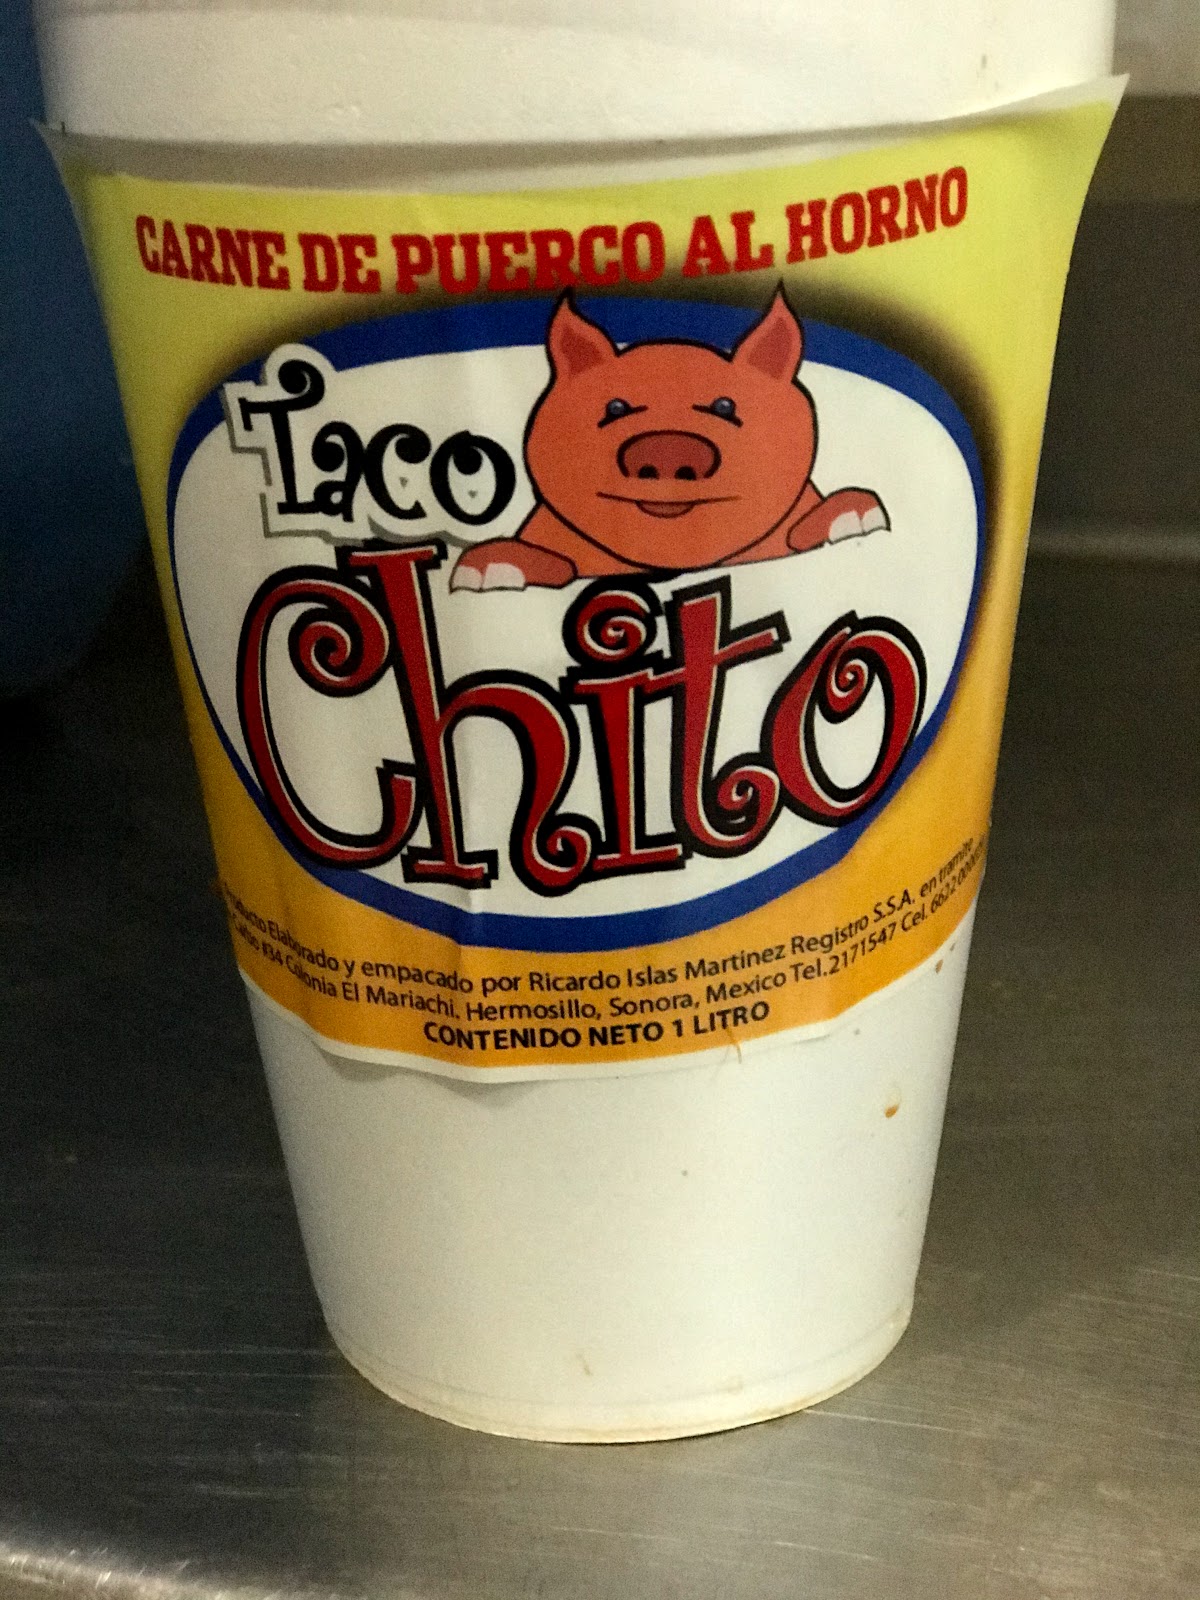 CARNE DE PUERCO AL HORNO
Taco
Chito
Elaborado y empacado por Ricardo Islas Martinez Registro S.S.A. en tramite
#34 Colonia El Mariachi. Hermosillo, Sonora, Mexico Tel.2171547 Cel.
CONTENIDO NETO 1 LITRO